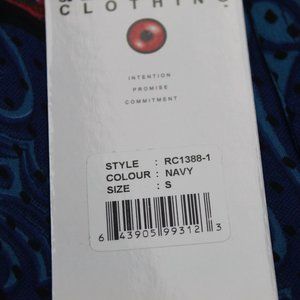 CLOTHING
INTENTION
PROMISE
COMMITMENT
STYLE : RC1388-1
COLOUR : NAVY
SIZE : S
6 43905 99312 3